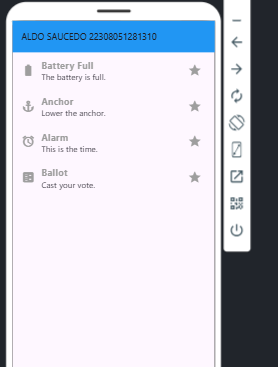 ALDO SAUCEDO 22308051281310
Battery Full
The battery is full.
Anchor
Lower the anchor.
Alarm
This is the time.
Ballot
Cast your vote.